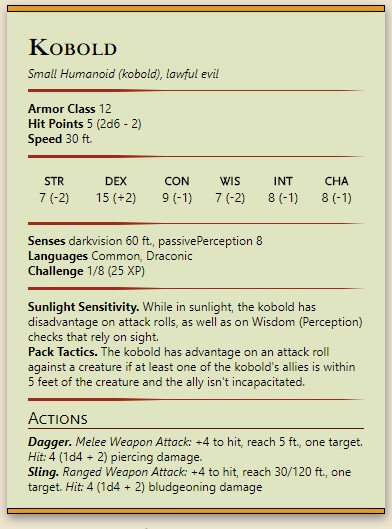 Kobold
Small Humanoid (kobold), lawful evil
Armor Class 12
Hit Points 5 (2d6 - 2)
Speed 30 ft.
STR DEX CON WIS INT CHA
7 (-2) 15 (+2) 9 (-1) 7 (-2) 8 (-1) 8 (-1)
Senses darkvision 60 ft., passivePerception 8
Languages Common, Draconic
Challenge 1/8 (25 XP)
Sunlight Sensitivity. While in sunlight, the kobold has
disadvantage on attack rolls, as well as on Wisdom (Perception)
checks that rely on sight.
Pack Tactics. The kobold has advantage on an attack roll
against a creature if at least one of the kobold's allies is within
5 feet of the creature and the ally isn't incapacitated.
Actions
Dagger. Melee Weapon Attack: +4 to hit, reach 5 ft., one target.
Hit: 4 (1d4 + 2) piercing damage.
Sling. Ranged Weapon Attack: +4 to hit, reach 30/120 ft., one
target. Hit: 4 (1d4 + 2) bludgeoning damage